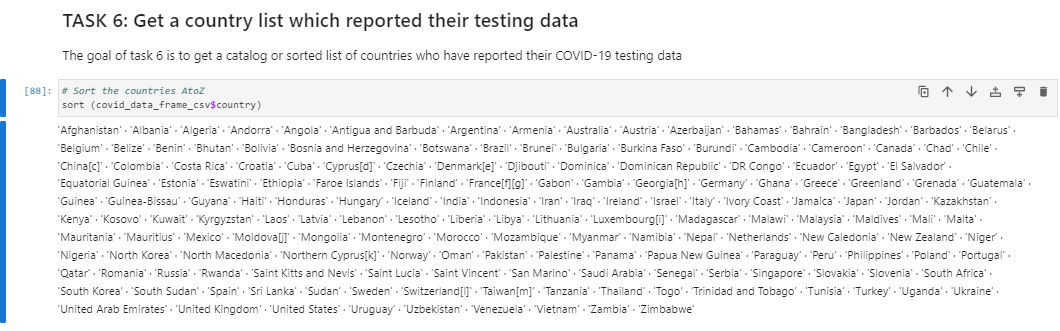 TASK 6: Get a country list which reported their testing data
The goal of task 6 is to get a catalog or sorted list of countries who have reported their COVID-19 testing data
[88]: # Sort the countries AtoZ
sort (covid_data_frame_csv$country)
'Afghanistan' · 'Albania' · 'Algeria' · 'Andorra' · 'Angola' · 'Antigua and Barbuda' · 'Argentina' · 'Armenia' · 'Australia' · 'Austria' · 'Azerbaijan' · 'Bahamas' · 'Bahrain' · 'Bangladesh' · 'Barbados' · 'Belarus' ·
'Belgium' · 'Belize' · 'Benin' · 'Bhutan' · 'Bolivia' · 'Bosnia and Herzegovina' · 'Botswana' · 'Brazil' · 'Brunei' · 'Bulgaria' · 'Burkina Faso' · 'Burundi' · 'Cambodia' · 'Cameroon' · 'Canada' · 'Chad' · 'Chile' ·
'China[c]' · 'Colombia' · 'Costa Rica' · 'Croatia' · 'Cuba' · 'Cyprus[d]' · 'Czechia' · 'Denmark[e]' · 'Djibouti' · 'Dominica' · 'Dominican Republic' · 'DR Congo' · 'Ecuador' · 'Egypt' · 'El Salvador' ·
'Equatorial Guinea' · 'Estonia' · 'Eswatini' · 'Ethiopia' · 'Faroe Islands' · 'Fiji' · 'Finland' · 'France[f][g]' · 'Gabon' · 'Gambia' · 'Georgia[h]' · 'Germany' · 'Ghana' · 'Greece' · 'Greenland' · 'Grenada' · 'Guatemala' ·
'Guinea' · 'Guinea-Bissau' · 'Guyana' · 'Haiti' · 'Honduras' · 'Hungary' · 'Iceland' · 'India' · 'Indonesia' · 'Iran' · 'Iraq' · 'Ireland' · 'Israel' · 'Italy' · 'Ivory Coast' · 'Jamaica' · 'Japan' · 'Jordan' · 'Kazakhstan' ·
'Kenya' · 'Kosovo' · 'Kuwait' · 'Kyrgyzstan' · 'Laos' · 'Latvia' · 'Lebanon' · 'Lesotho' · 'Liberia' · 'Libya' · 'Lithuania' · 'Luxembourg[i]' · 'Madagascar' · 'Malawi' · 'Malaysia' · 'Maldives' · 'Mali' · 'Malta' ·
'Mauritania' · 'Mauritius' · 'Mexico' · 'Moldova[j]' · 'Mongolia' · 'Montenegro' · 'Morocco' · 'Mozambique' · 'Myanmar' · 'Namibia' · 'Nepal' · 'Netherlands' · 'New Caledonia' · 'New Zealand' · 'Niger' ·
'Nigeria' · 'North Korea' · 'North Macedonia' · 'Northern Cyprus[k]' · 'Norway' · 'Oman' · 'Pakistan' · 'Palestine' · 'Panama' · 'Papua New Guinea' · 'Paraguay' · 'Peru' · 'Philippines' · 'Poland' · 'Portugal' ·
'Qatar' · 'Romania' · 'Russia' · 'Rwanda' · 'Saint Kitts and Nevis' · 'Saint Lucia' · 'Saint Vincent' · 'San Marino' · 'Saudi Arabia' · 'Senegal' · 'Serbia' · 'Singapore' · 'Slovakia' · 'Slovenia' · 'South Africa' ·
'South Korea' · 'South Sudan' · 'Spain' · 'Sri Lanka' · 'Sudan' · 'Sweden' · 'Switzerland[l]' · 'Taiwan[m]' · 'Tanzania' · 'Thailand' · 'Togo' · 'Trinidad and Tobago' · 'Tunisia' · 'Turkey' · 'Uganda' · 'Ukraine' ·
'United Arab Emirates' · 'United Kingdom' · 'United States' · 'Uruguay' · 'Uzbekistan' · 'Venezuela' · 'Vietnam' · 'Zambia' · 'Zimbabwe'